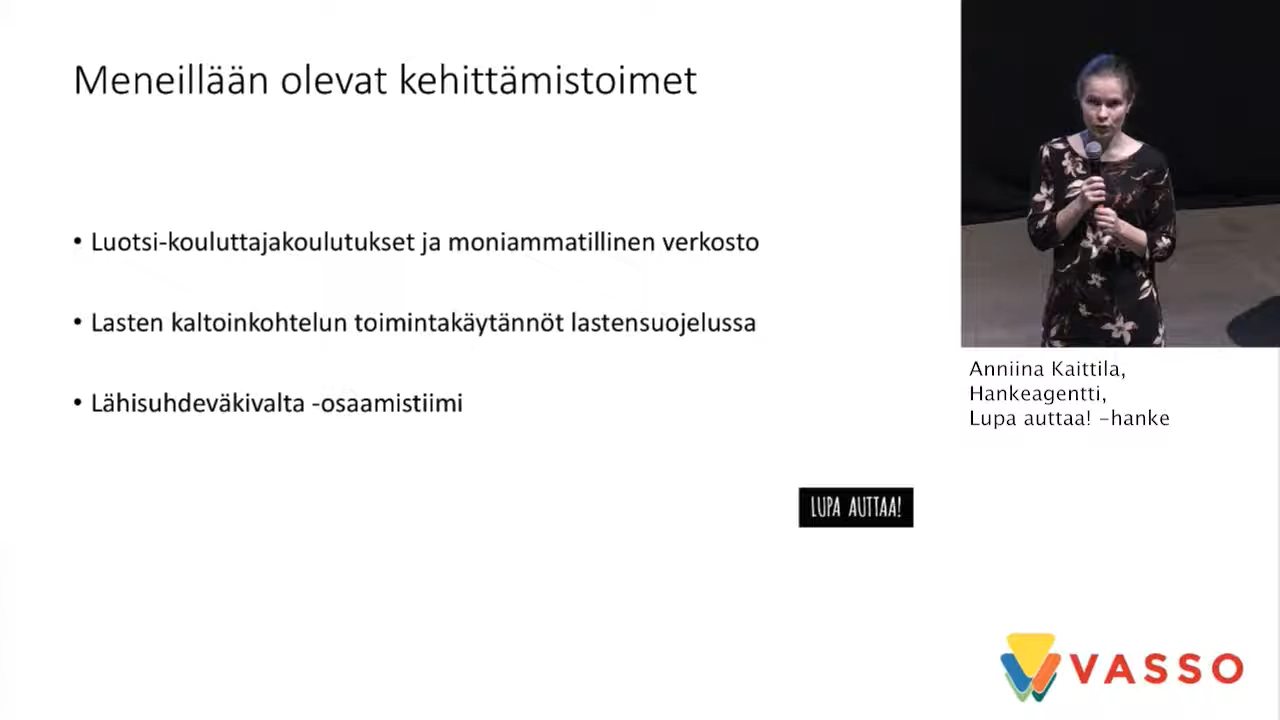 Meneillään olevat kehittämistoimet
• Luotsi-kouluttajakoulutukset ja moniammatillinen verkosto
• Lasten kaltoinkohtelun toimintakäytännöt lastensuojelussa
• Lähisuhdeväkivalta -osaamistiimi
LUPA AUTTAA!
Anniina Kaittila,
Hankeagentti,
Lupa auttaa! -hanke
VASSO